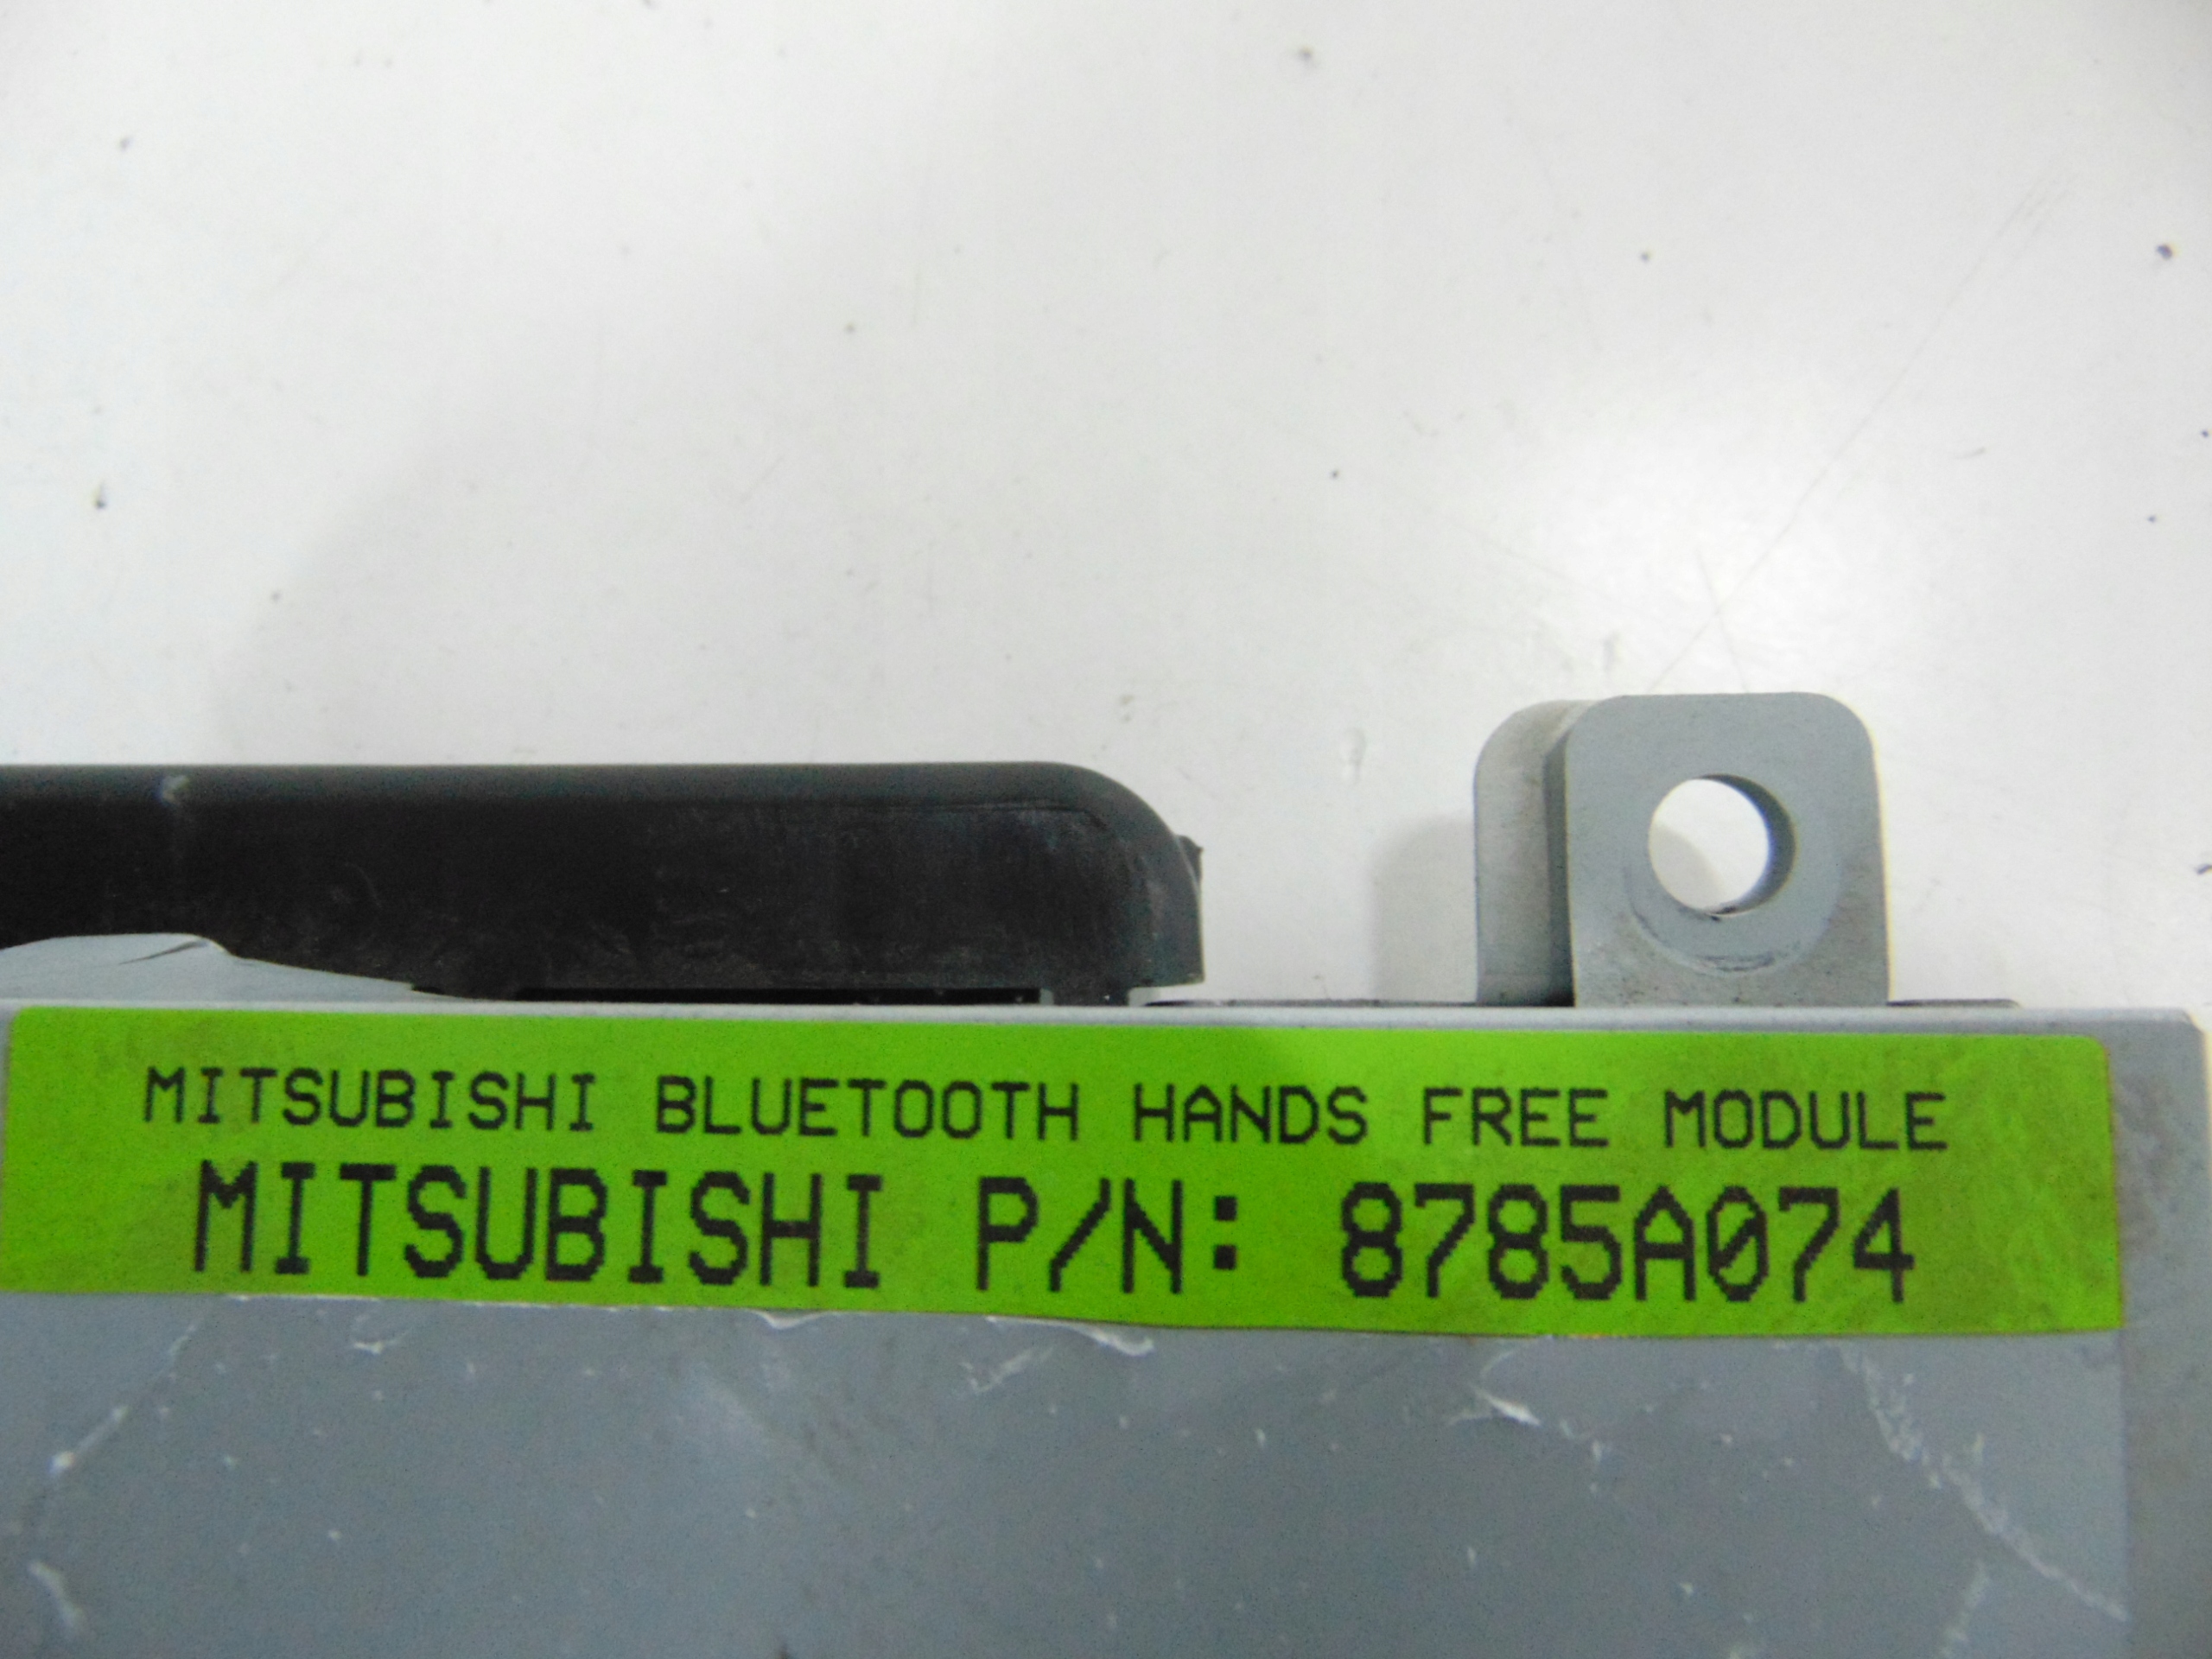 MITSUBISHI BLUETOOTH HANDS FREE MODULE
MITSUBISHI P/N: 8785A074